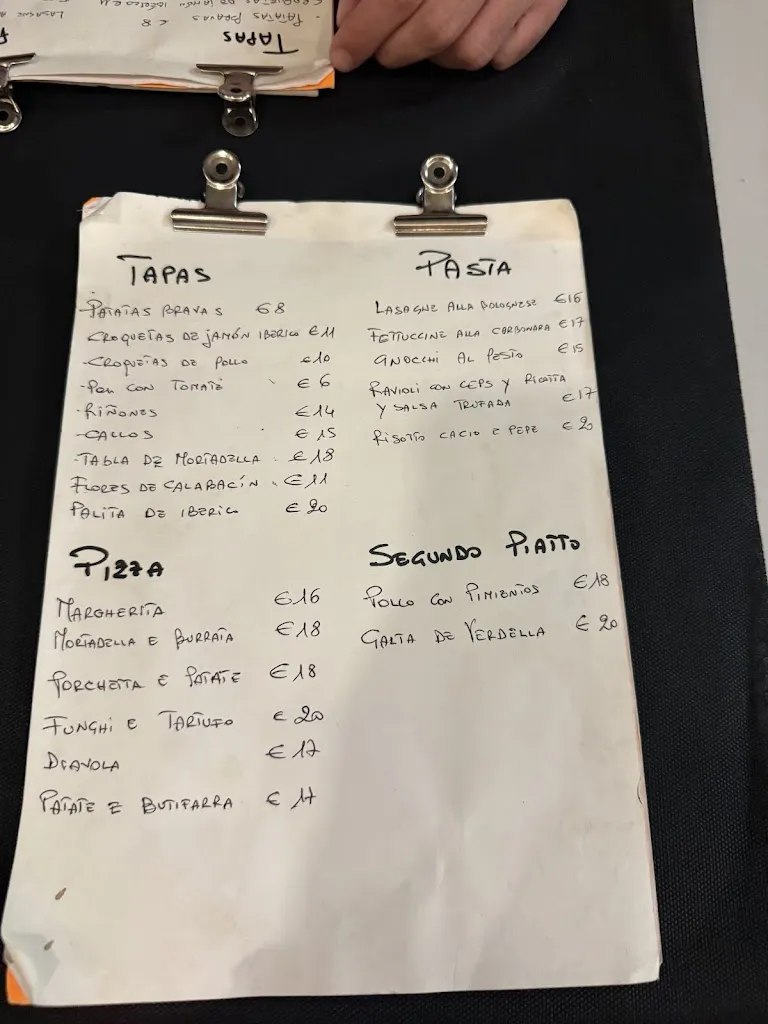 TAPAS
- PATATAS BRAVAS € 8
TAPAS
PATATAS BRAVAS € 8
CROQUETAS DE JAMÓN IBERICO € 11
-CROQUETAS DE POLLO €10
-PAN CON TOMATE € 6
-RIÑONES €14
-CALLOS € 15
-TABLA DE MORTADELLA . € 18
FLORES DE CALABACÍN . € 11
PALITA DE IBERICO € 20
PASTA
LASAGNE ALLA BOLOGNESE €16
FETTUCCINE ALLA CARBONARA €17
GNOCCHI AL PESTO € 15
RAVIOLI CON CEPS Y RICOTTA
Y SALSA TRUFADA €17
RISOTTO CACIO E PEPE € 20
PIZZA
MARGHERITA €16
MORTADELLA E BURRATA €18
PORCHETTA E PATATE €18
FUNGHI E TARTUFO € 20
DIAVOLA € 17
PATATE E BUTIFARRA € 17
SEGUNDO PIATTO
POLLO CON PIMIENTOS €18
GALTA DE VERDELLA € 20